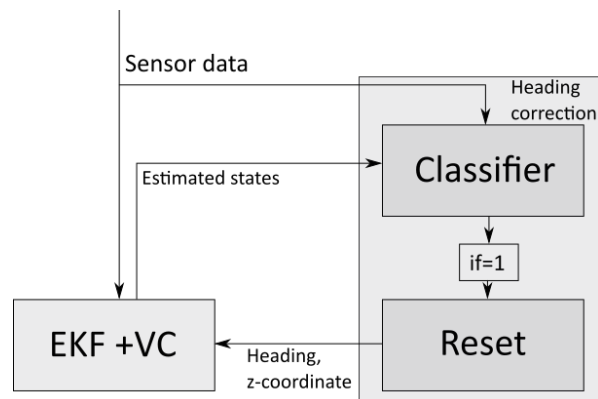 Sensor data
Heading
correction
Classifier
Estimated states
if=1
EKF +VC
Reset
Heading,
z-coordinate